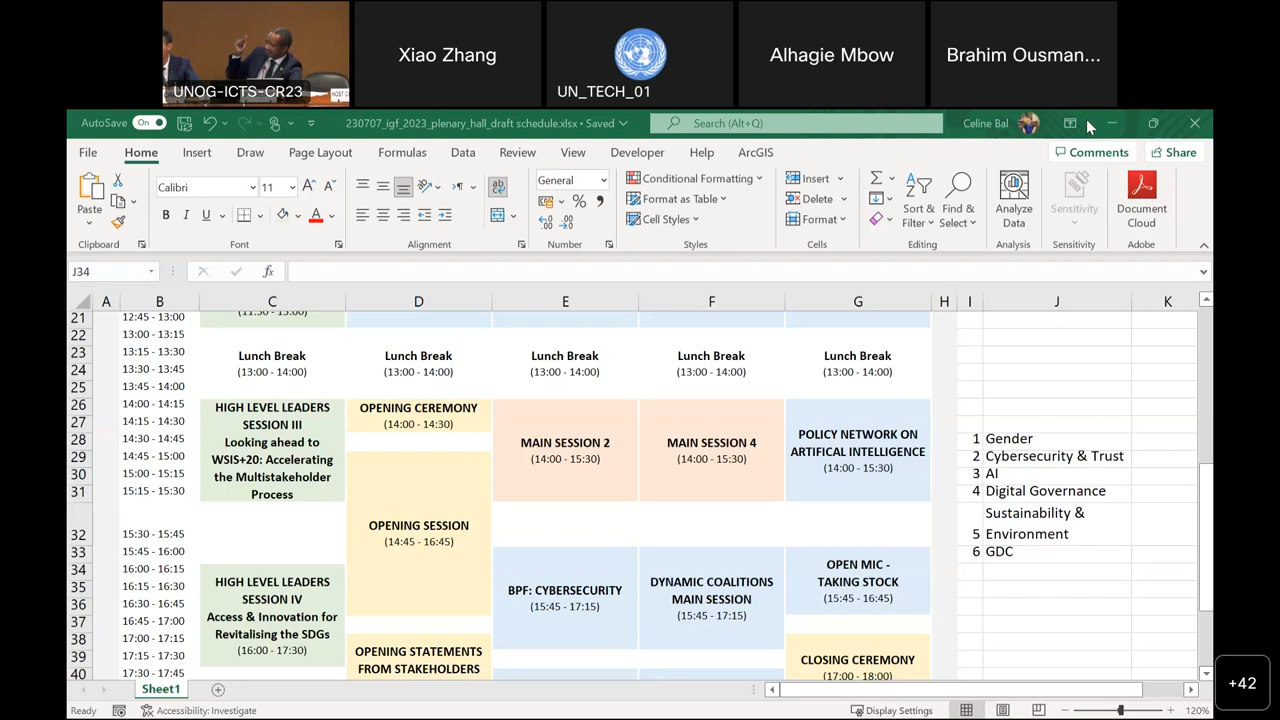 UNOG-ICTS-CR23
HOST C
Xiao Zhang
UN_TECH_01
Alhagie Mbow
Brahim Ousman...
AutoSave On
230707_igf_2023_plenary_hall_draft schedule.xlsx • Saved
Search (Alt+Q)
Celine Bal
File Home Insert Draw Page Layout Formulas Data Review View Developer Help ArcGIS
Comments Share
Paste
Calibri 11
B I U
ab
General
% ,
Conditional Formatting
Format as Table
Cell Styles
Insert
Delete
Format
Sort & Filter
Find & Select
Analyze Data
Sensitivity
Document Cloud
Clipboard Font Alignment Number Styles Cells Editing Analysis Sensitivity Adobe
J34
fx
A B C D E F G H I J K
21 12:45 - 13:00 (11:30 - 13:00)
22 13:00 - 13:15
23 13:15 - 13:30 Lunch Break Lunch Break Lunch Break Lunch Break Lunch Break
24 13:30 - 13:45 (13:00 - 14:00) (13:00 - 14:00) (13:00 - 14:00) (13:00 - 14:00) (13:00 - 14:00)
25 13:45 - 14:00
26 14:00 - 14:15
27 14:15 - 14:30
28 14:30 - 14:45
29 14:45 - 15:00
30 15:00 - 15:15
31 15:15 - 15:30
32 15:30 - 15:45
33 15:45 - 16:00
34 16:00 - 16:15
35 16:15 - 16:30
36 16:30 - 16:45
37 16:45 - 17:00
38 17:00 - 17:15
39 17:15 - 17:30
40 17:30 - 17:45
HIGH LEVEL LEADERS
SESSION III
Looking ahead to
WSIS+20: Accelerating
the Multistakeholder
Process
HIGH LEVEL LEADERS
SESSION IV
Access & Innovation for
Revitalising the SDGs
(16:00 - 17:30)
OPENING CEREMONY
(14:00 - 14:30)
OPENING SESSION
(14:45 - 16:45)
OPENING STATEMENTS
FROM STAKEHOLDERS
MAIN SESSION 2
(14:00 - 15:30)
BPF: CYBERSECURITY
(15:45 - 17:15)
MAIN SESSION 4
(14:00 - 15:30)
DYNAMIC COALITIONS
MAIN SESSION
(15:45 - 17:15)
POLICY NETWORK ON
ARTIFICAL INTELLIGENCE
(14:00 - 15:30)
OPEN MIC -
TAKING STOCK
(15:45 - 16:45)
CLOSING CEREMONY
(17:00 - 18:00)
1 Gender
2 Cybersecurity & Trust
3 AI
4 Digital Governance
Sustainability &
5 Environment
6 GDC
Sheet1
Ready
Accessibility: Investigate
Display Settings
120%
+42